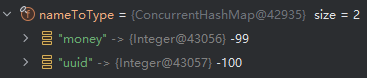 nameToType = {ConcurrentHashMap@42935} size = 2
"money" -> {Integer@43056} -99
"uuid" -> {Integer@43057} -100